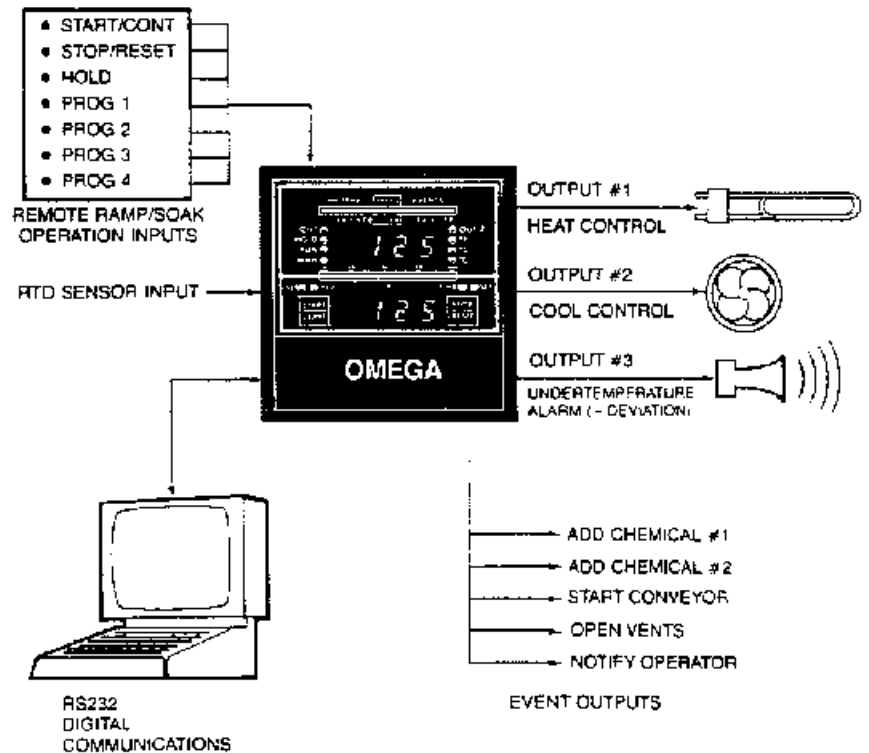 START/CONT
STOP/RESET
HOLD
PROG 1
PROG 2
PROG 3
PROG 4
REMOTE RAMP/SOAK
OPERATION INPUTS
RTD SENSOR INPUT
125
125
OMEGA
OUTPUT #1
HEAT CONTROL
OUTPUT #2
COOL CONTROL
OUTPUT #3
UNDERTEMPERATURE
ALARM (- DEVIATION)
ADD CHEMICAL #1
ADD CHEMICAL #2
START CONVEYOR
OPEN VENTS
NOTIFY OPERATOR
EVENT OUTPUTS
RS232
DIGITAL
COMMUNICATIONS